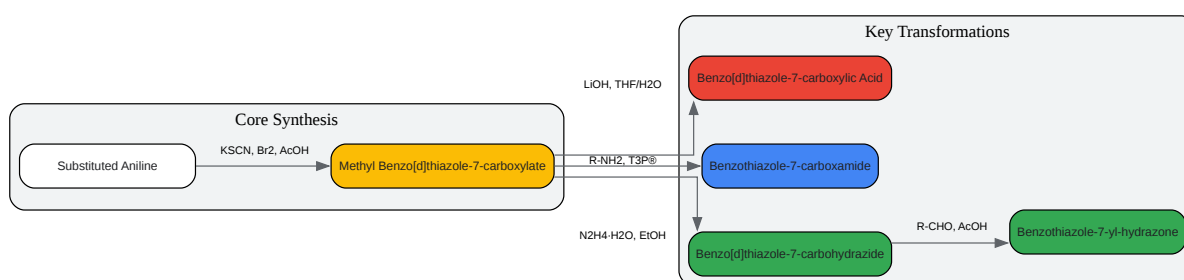 Key Transformations
Benzo[d]thiazole-7-carboxylic Acid
LiOH, THF/H2O
Core Synthesis
KSCN, Br2, AcOH
Substituted Aniline
Methyl Benzo[d]thiazole-7-carboxylate
R-NH2, T3P®
Benzothiazole-7-carboxamide
N2H4·H2O, EtOH
Benzo[d]thiazole-7-carbohydrazide
R-CHO, AcOH
Benzothiazole-7-yl-hydrazone